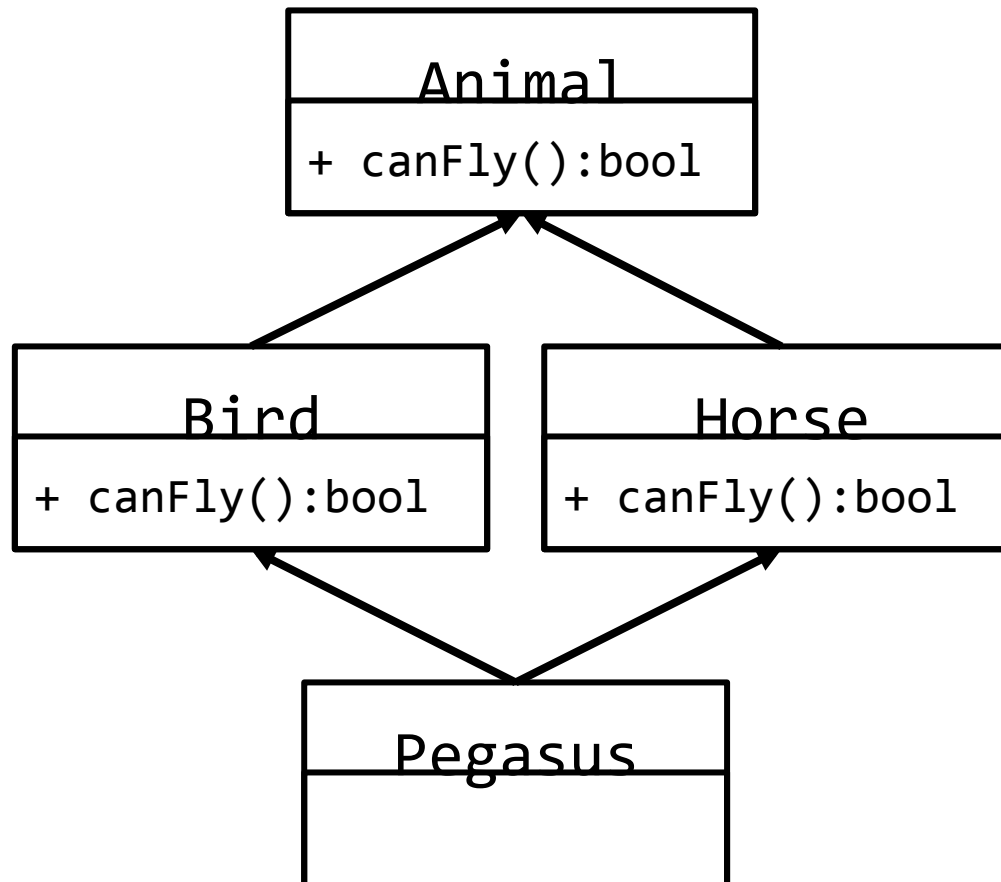 Animal
+ canFly():bool
Bird
+ canFly():bool
Horse
+ canFly():bool
Pegasus